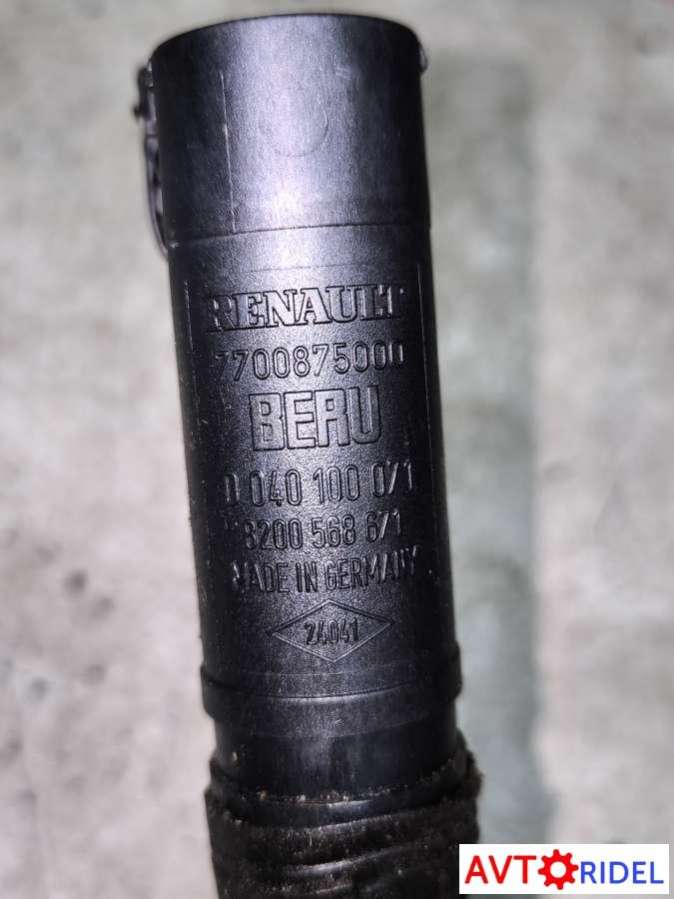 RENAULT
7700875000
BERU
0 040 100 071
8200 568 671
MADE IN GERMANY
24041
AVTORIDEL